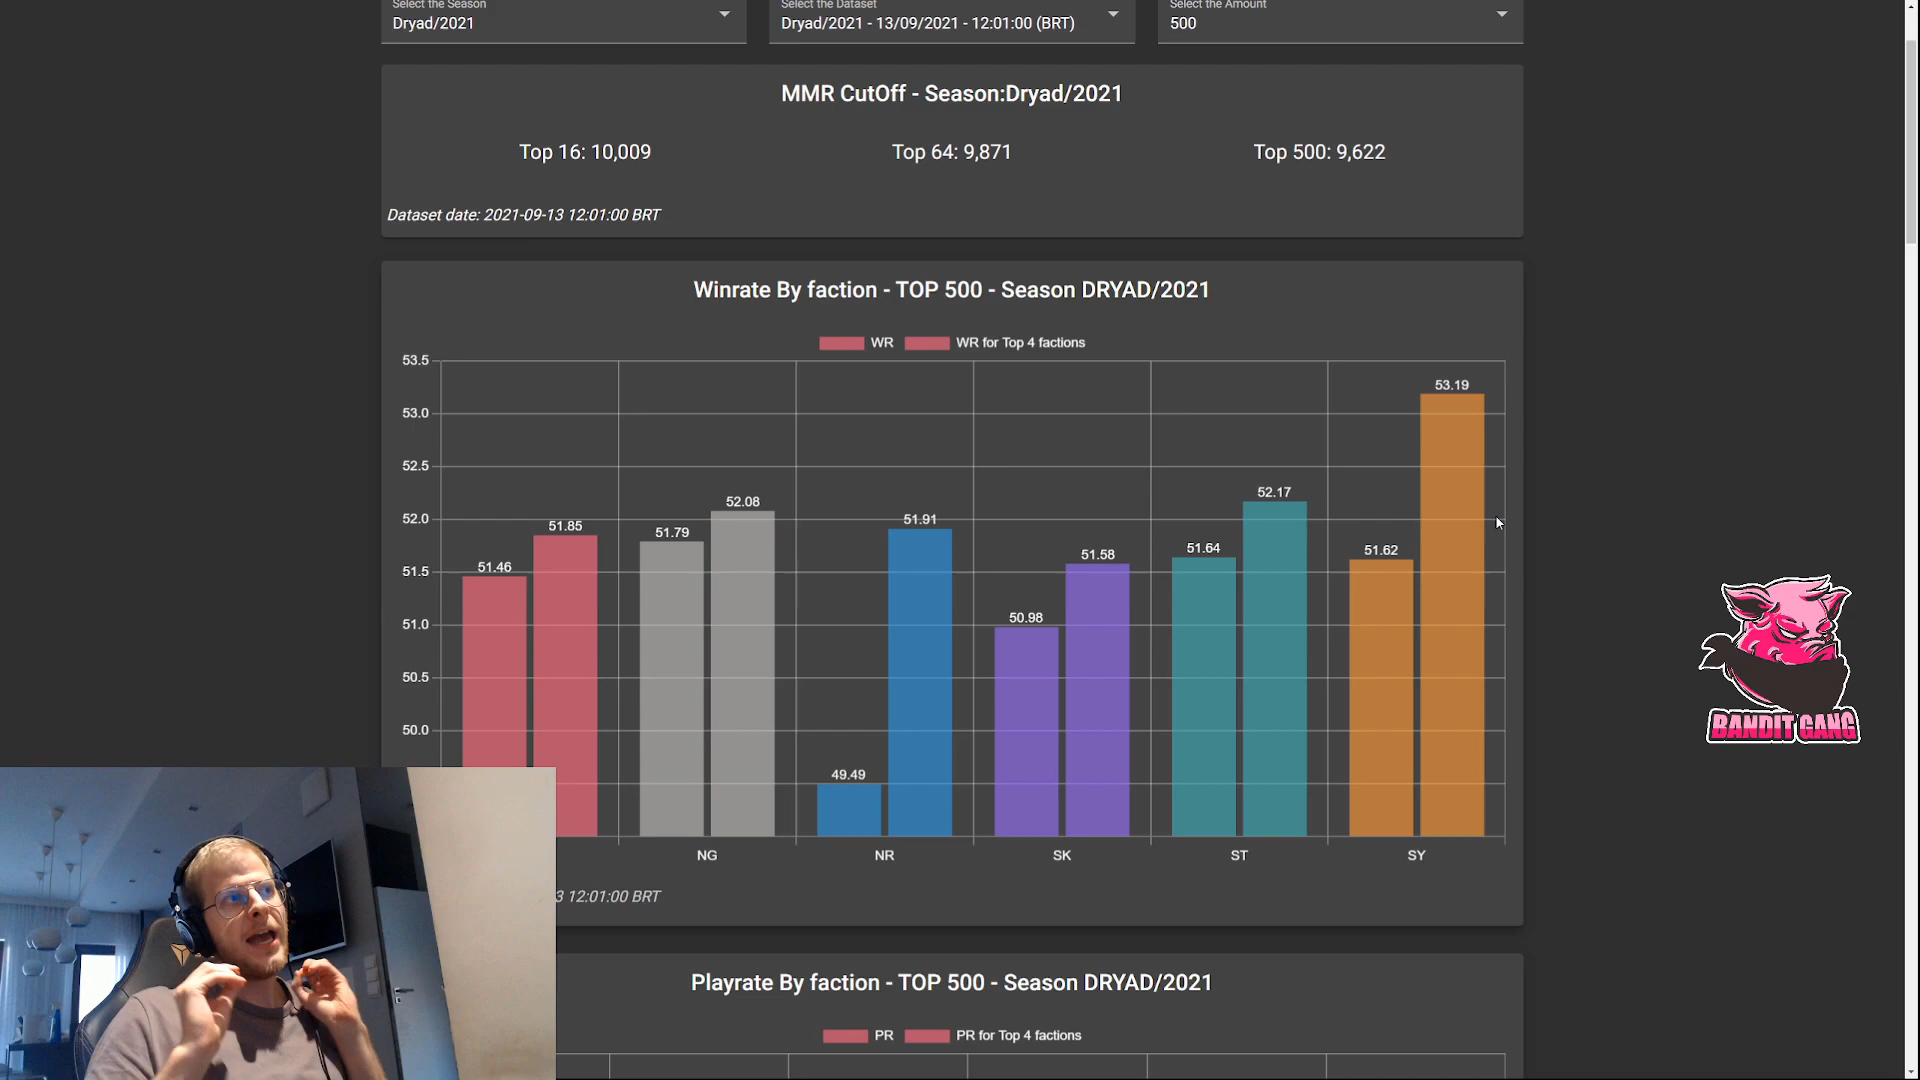 Select the Season
Select the Dataset
Select the Amount
Dryad/2021
Dryad/2021 - 13/09/2021 - 12:01:00 (BRT)
500
MMR CutOff - Season:Dryad/2021
Top 16: 10,009
Top 64: 9,871
Top 500: 9,622
Dataset date: 2021-09-13 12:01:00 BRT
Winrate By faction - TOP 500 - Season DRYAD/2021
WR
WR for Top 4 factions
53.5
53.0
52.5
52.0
51.5
51.0
50.5
50.0
51.46
51.85
51.79
52.08
49.49
51.91
50.98
51.58
51.64
52.17
51.62
53.19
NG
NR
SK
ST
SY
3 12:01:00 BRT
BANDIT GANG
Playrate By faction - TOP 500 - Season DRYAD/2021
PR
PR for Top 4 factions